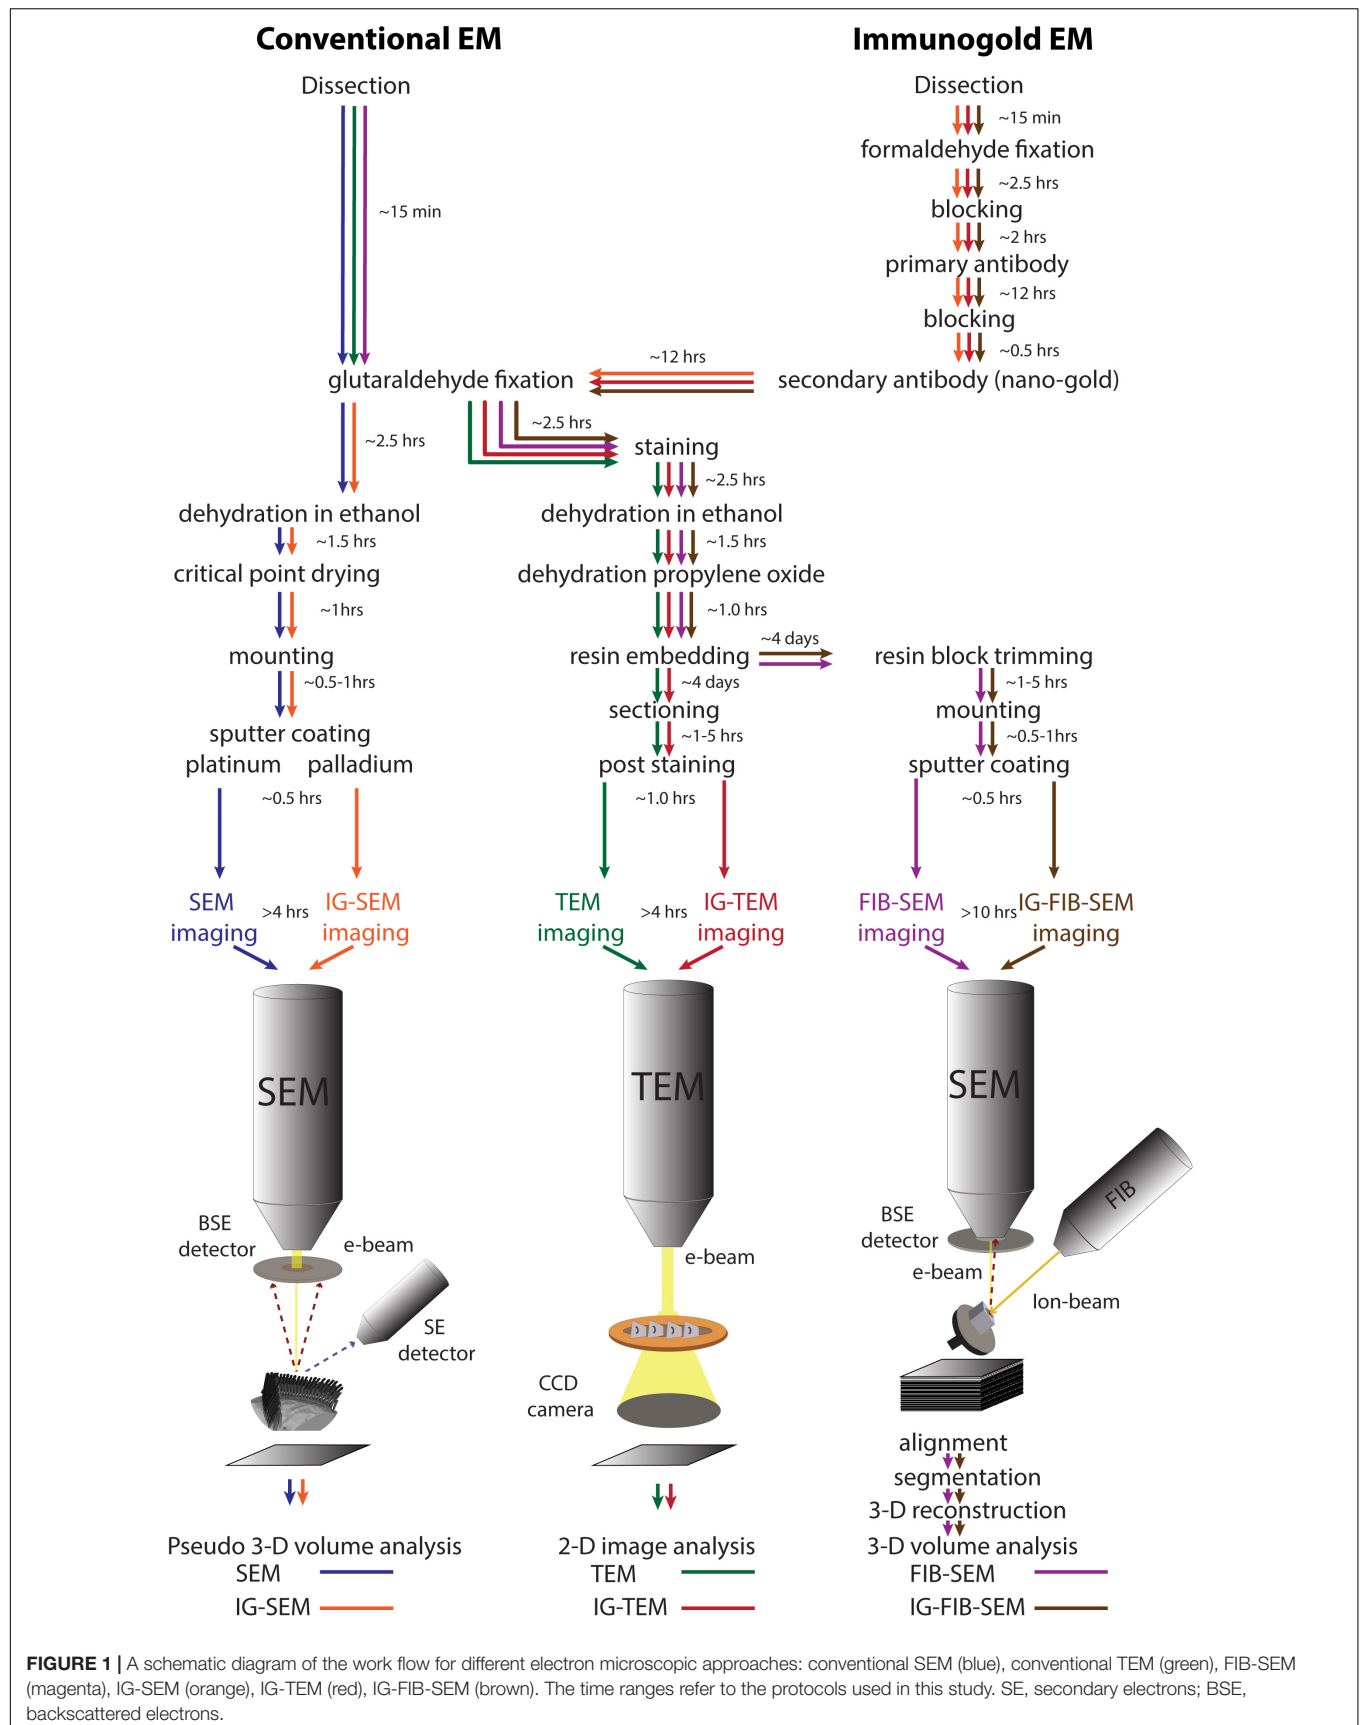 Conventional EM
Immunogold EM
Dissection
Dissection
~15 min
formaldehyde fixation
~2.5 hrs
blocking
~15 min
~2 hrs
primary antibody
~12 hrs
blocking
~0.5 hrs
~12 hrs
glutaraldehyde fixation
secondary antibody (nano-gold)
~2.5 hrs
~2.5 hrs
staining
~2.5 hrs
dehydration in ethanol
dehydration in ethanol
~1.5 hrs
~1.5 hrs
critical point drying
dehydration propylene oxide
~1hrs
~1.0 hrs
~4 days
mounting
resin embedding
resin block trimming
~0.5-1hrs
~4 days
~1-5 hrs
sectioning
mounting
sputter coating
~1-5 hrs
~0.5-1hrs
platinum palladium
post staining
sputter coating
~0.5 hrs
~1.0 hrs
~0.5 hrs
SEM
imaging
>4 hrs
IG-SEM
imaging
TEM
imaging
>4 hrs
IG-TEM
imaging
FIB-SEM
imaging
>10 hrs
IG-FIB-SEM
imaging
SEM
TEM
SEM
FIB
BSE
detector
e-beam
SE
detector
e-beam
CCD
camera
BSE
detector
e-beam
Ion-beam
alignment
segmentation
3-D reconstruction
Pseudo 3-D volume analysis
SEM
IG-SEM
2-D image analysis
TEM
IG-TEM
3-D volume analysis
FIB-SEM
IG-FIB-SEM
FIGURE 1 | A schematic diagram of the work flow for different electron microscopic approaches: conventional SEM (blue), conventional TEM (green), FIB-SEM
(magenta), IG-SEM (orange), IG-TEM (red), IG-FIB-SEM (brown). The time ranges refer to the protocols used in this study. SE, secondary electrons; BSE,
backscattered electrons.